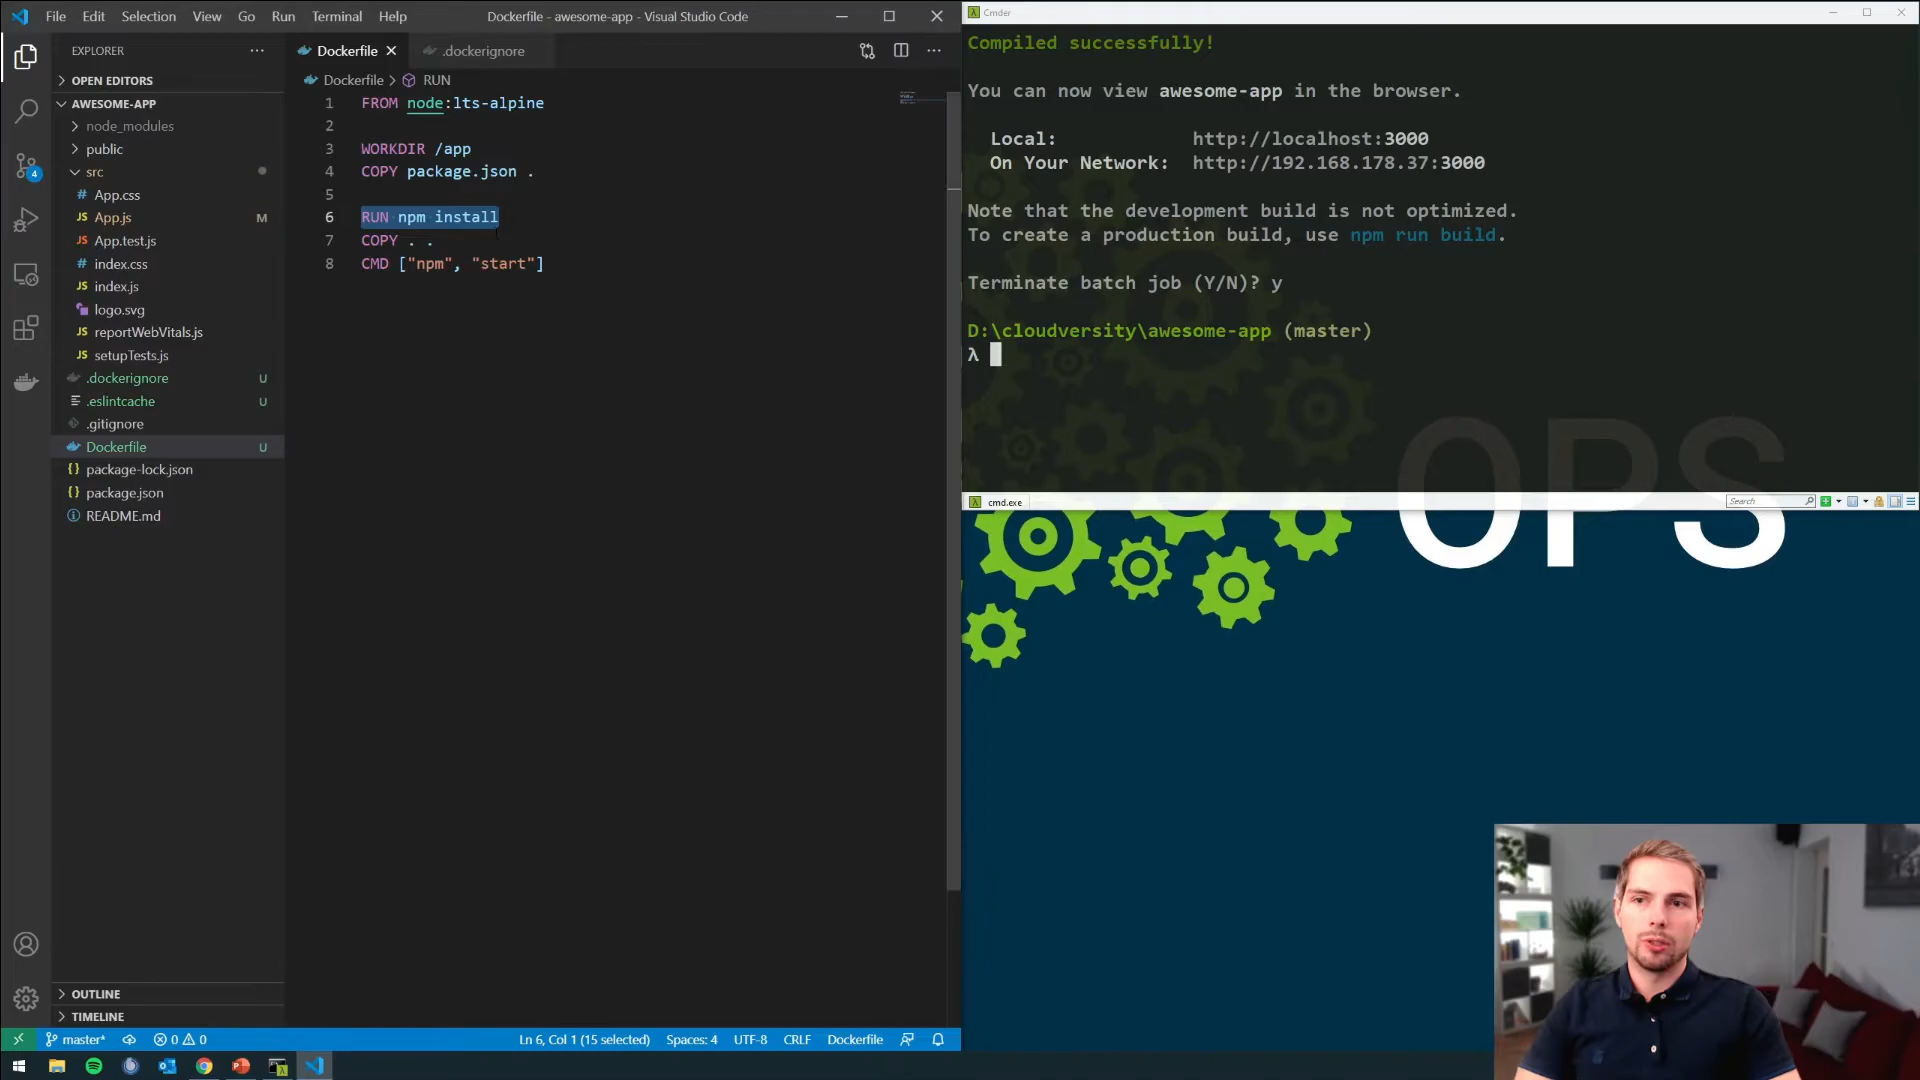 File Edit Selection View Go Run Terminal Help
Dockerfile - awesome-app - Visual Studio Code
EXPLORER
OPEN EDITORS
AWESOME-APP
node_modules
public
src
# App.css
JS App.js M
JS App.test.js
# index.css
JS index.js
logo.svg
JS reportWebVitals.js
JS setupTests.js
.dockerignore U
.eslintcache U
.gitignore
Dockerfile U
{} package-lock.json
{} package.json
README.md
OUTLINE
TIMELINE
4
Dockerfile
.dockerignore
Dockerfile > RUN
1 FROM node:lts-alpine
2
3 WORKDIR /app
4 COPY package.json .
5
6 RUN npm install
7 COPY . .
8 CMD ["npm", "start"]
master* 0 0
Ln 6, Col 1 (15 selected) Spaces: 4 UTF-8 CRLF Dockerfile
λ Cmder
Compiled successfully!
You can now view awesome-app in the browser.
Local: http://localhost:3000
On Your Network: http://192.168.178.37:3000
Note that the development build is not optimized.
To create a production build, use npm run build.
Terminate batch job (Y/N)? y
D:\cloudversity\awesome-app (master)
λ
cmd.exe
Search
OPS